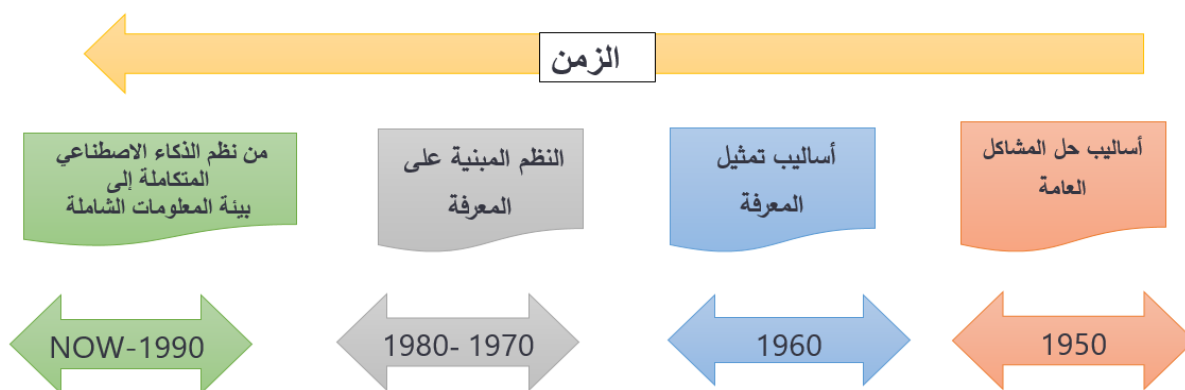 الزمن
أساليب حل المشاكل
العامة
أساليب تمثيل
المعرفة
النظم المبنية على
المعرفة
من نظم الذكاء الاصطناعي
المتكاملة إلى
بيئة المعلومات الشاملة
1950
1960
1980- 1970
NOW-1990